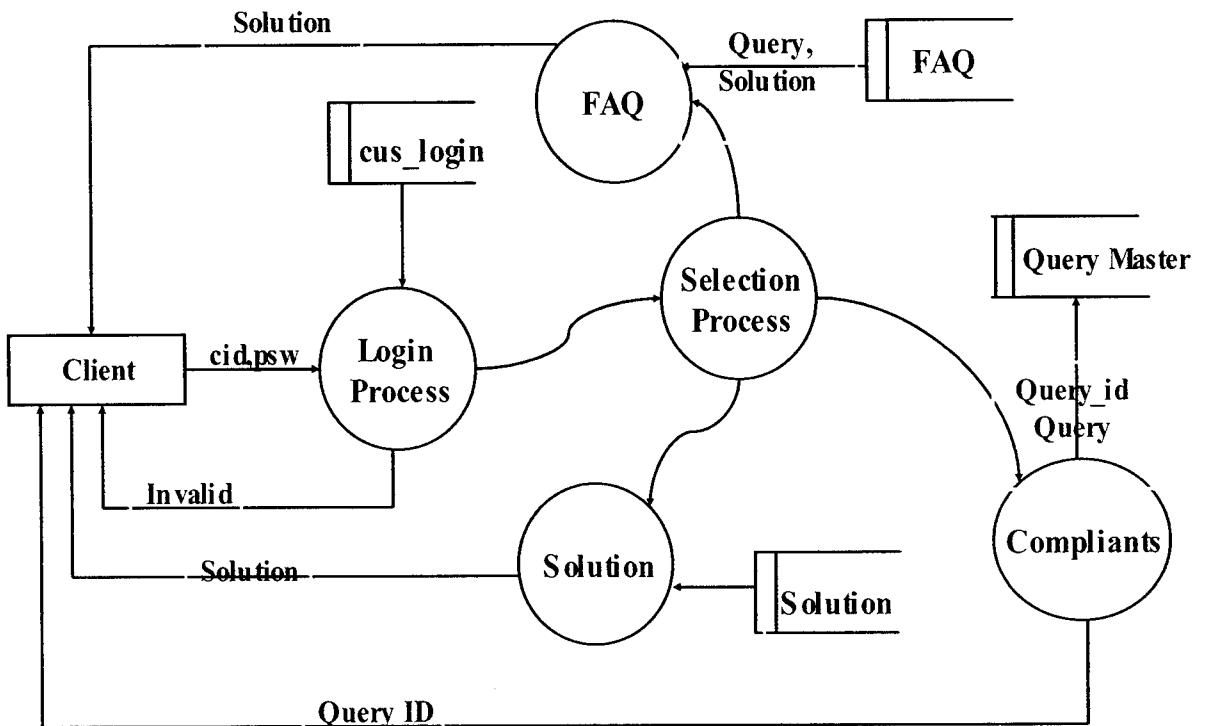 Solution
Query,
Solution
FAQ
FAQ
cus_login
Query Master
Selection
Process
Client
cid,psw
Login
Process
Query_id
Query
Invalid
Solution
Solution
Solution
Compliants
Query ID